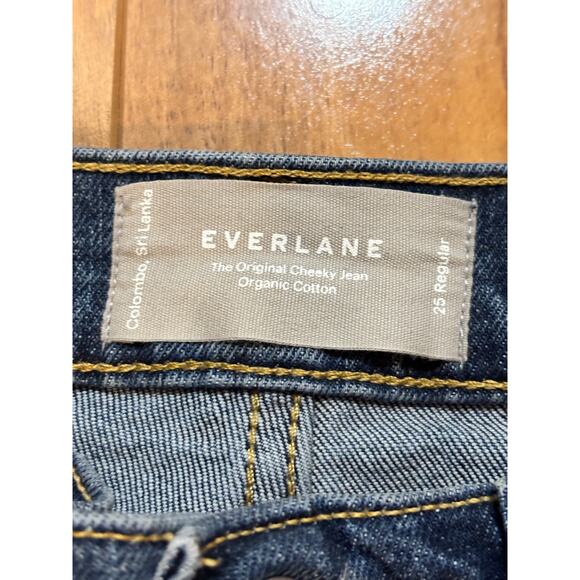 Colombo, Sri Lanka
EVERLANE
The Original Cheeky Jean
Organic Cotton
25 Regular